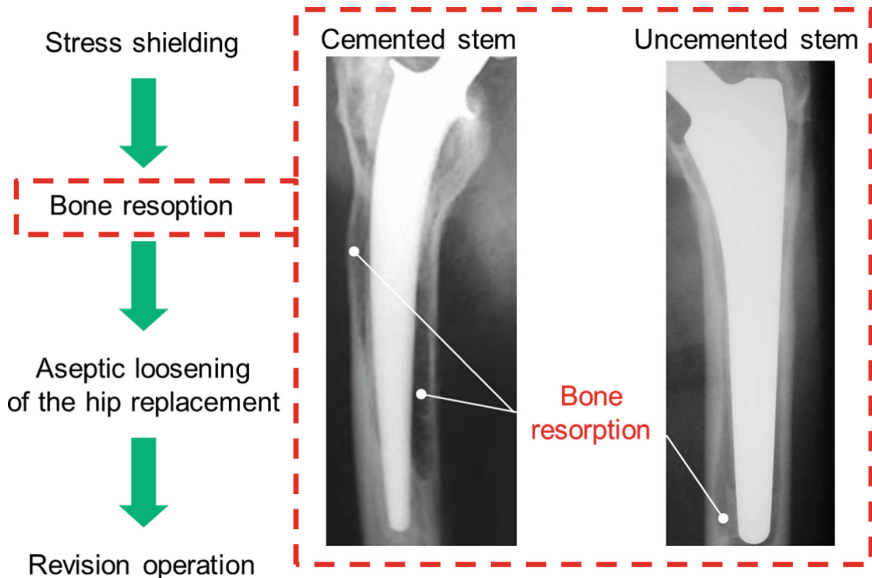 Stress shielding
Bone resoption
Aseptic loosening
of the hip replacement
Revision operation
Cemented stem
Uncemented stem
Bone
resorption